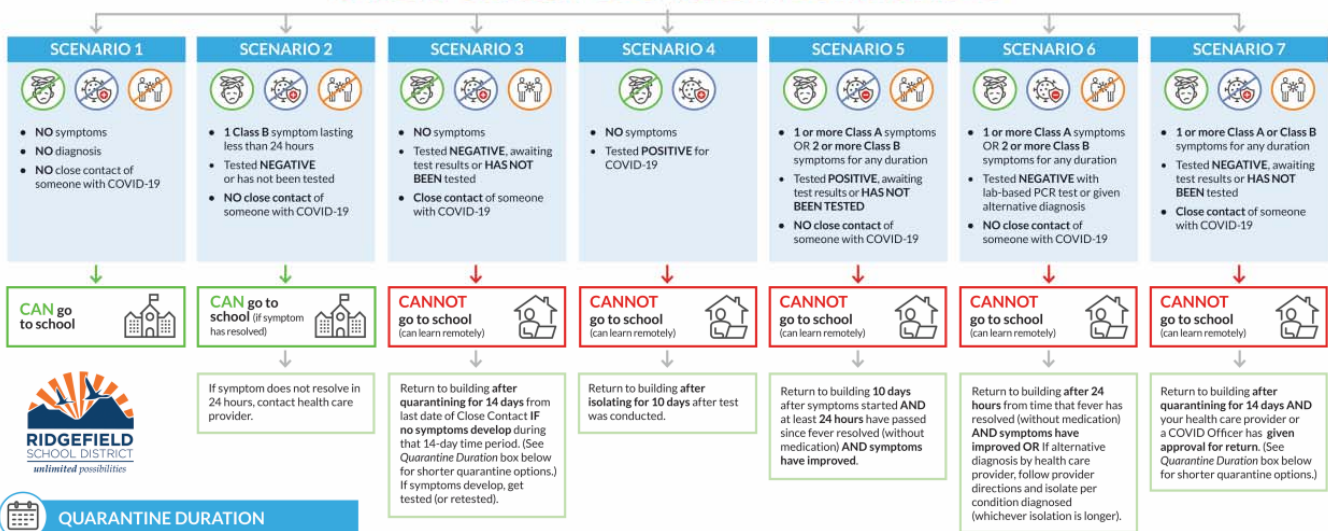 SCENARIO 1
• NO symptoms
• NO diagnosis
• NO close contact of
someone with COVID-19
CAN go
to school
SCENARIO 2
• 1 Class B symptom lasting
less than 24 hours
• Tested NEGATIVE
or has not been tested
• NO close contact of
someone with COVID-19
CAN go to
school (if symptom
has resolved)
If symptom does not resolve in
24 hours, contact health care
provider.
SCENARIO 3
• NO symptoms
• Tested NEGATIVE, awaiting
test results or HAS NOT
BEEN tested
• Close contact of someone
with COVID-19
CANNOT
go to school
(can learn remotely)
Return to building after
quarantining for 14 days from
last date of Close Contact IF
no symptoms develop during
that 14-day time period. (See
Quarantine Duration box below
for shorter quarantine options.)
If symptoms develop, get
tested (or retested).
SCENARIO 4
• NO symptoms
• Tested POSITIVE for
COVID-19
CANNOT
go to school
(can learn remotely)
Return to building after
isolating for 10 days after test
was conducted.
SCENARIO 5
• 1 or more Class A symptoms
OR 2 or more Class B
symptoms for any duration
• Tested POSITIVE, awaiting
test results or HAS NOT
BEEN TESTED
• NO close contact of
someone with COVID-19
CANNOT
go to school
(can learn remotely)
Return to building 10 days
after symptoms started AND
at least 24 hours have passed
since fever resolved (without
medication) AND symptoms
have improved.
SCENARIO 6
• 1 or more Class A symptoms
OR 2 or more Class B
symptoms for any duration
• Tested NEGATIVE with
lab-based PCR test or given
alternative diagnosis
• NO close contact of
someone with COVID-19
CANNOT
go to school
(can learn remotely)
Return to building after 24
hours from time that fever has
resolved (without medication)
AND symptoms have
improved OR If alternative
diagnosis by health care
provider, follow provider
directions and isolate per
condition diagnosed
(whichever isolation is longer).
SCENARIO 7
• 1 or more Class A or Class B
symptoms for any duration
• Tested NEGATIVE, awaiting
test results or HAS NOT
BEEN tested
• Close contact of someone
with COVID-19
CANNOT
go to school
(can learn remotely)
Return to building after
quarantining for 14 days AND
your health care provider or
a COVID Officer has given
approval for return. (See
Quarantine Duration box below
for shorter quarantine options.)
RIDGEFIELD
SCHOOL DISTRICT
unlimited possibilities
QUARANTINE DURATION